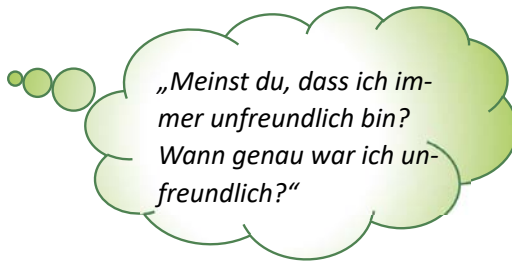 „Meinst du, dass ich im-
mer unfreundlich bin?
Wann genau war ich un-
freundlich?“